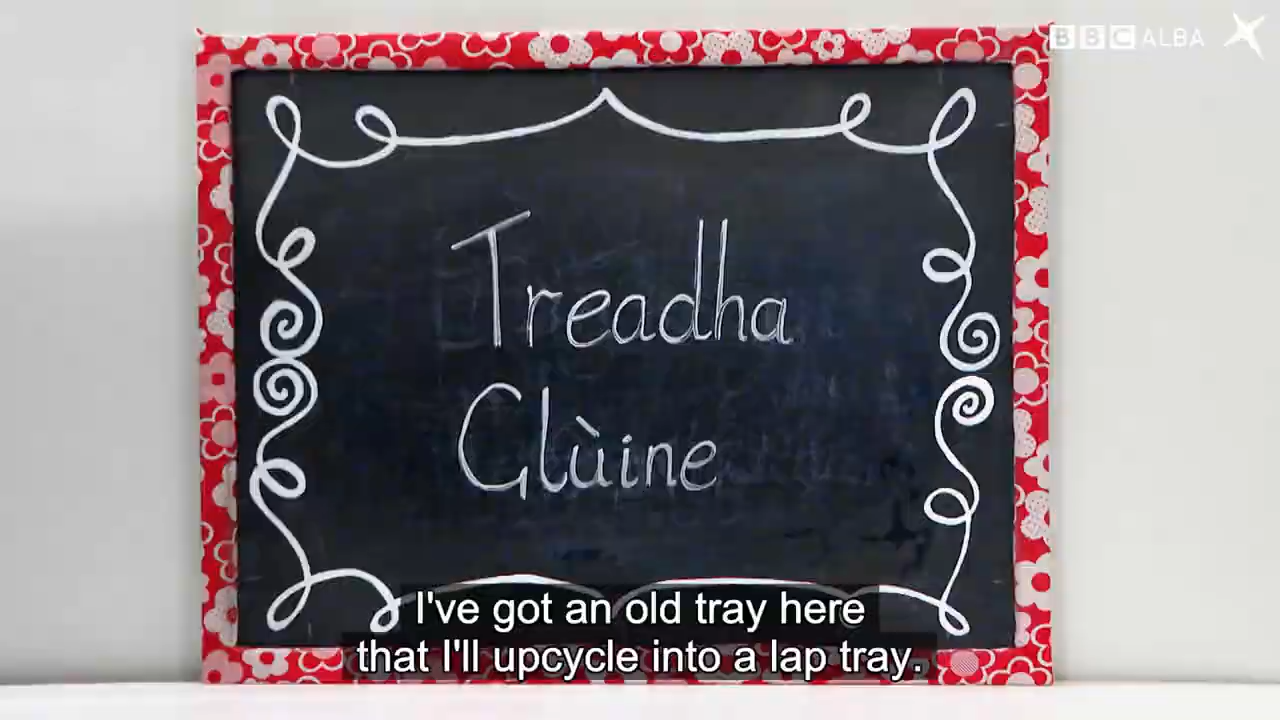 BBC ALBA
Treadha
Glùine
I've got an old tray here
that I'll upcycle into a lap tray.